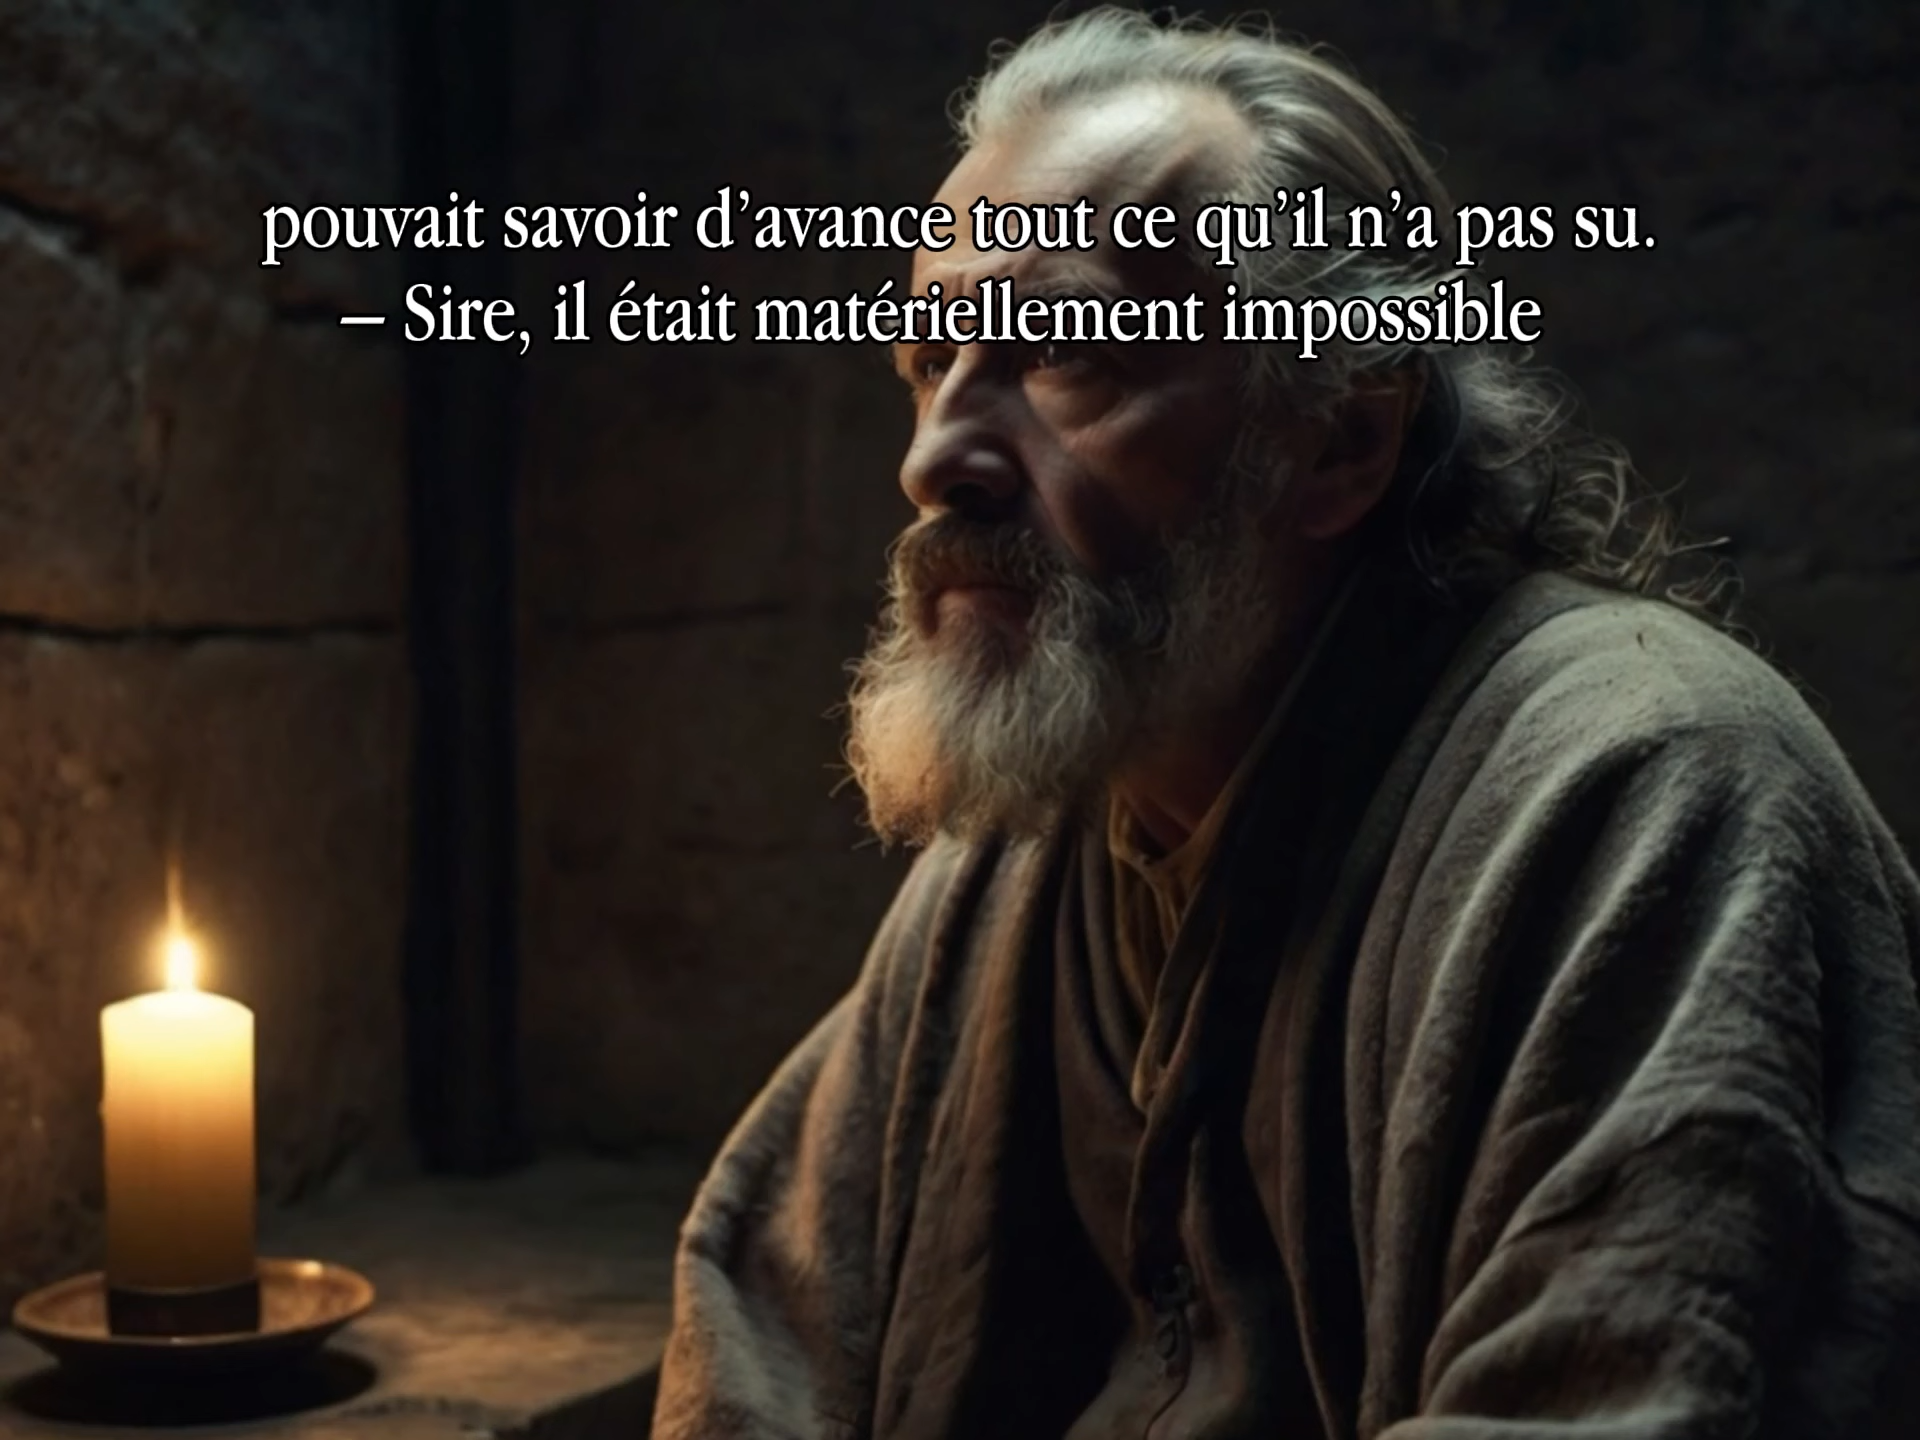 pouvait savoir d’avance tout ce qu’il n’a pas su.
– Sire, il était matériellement impossible